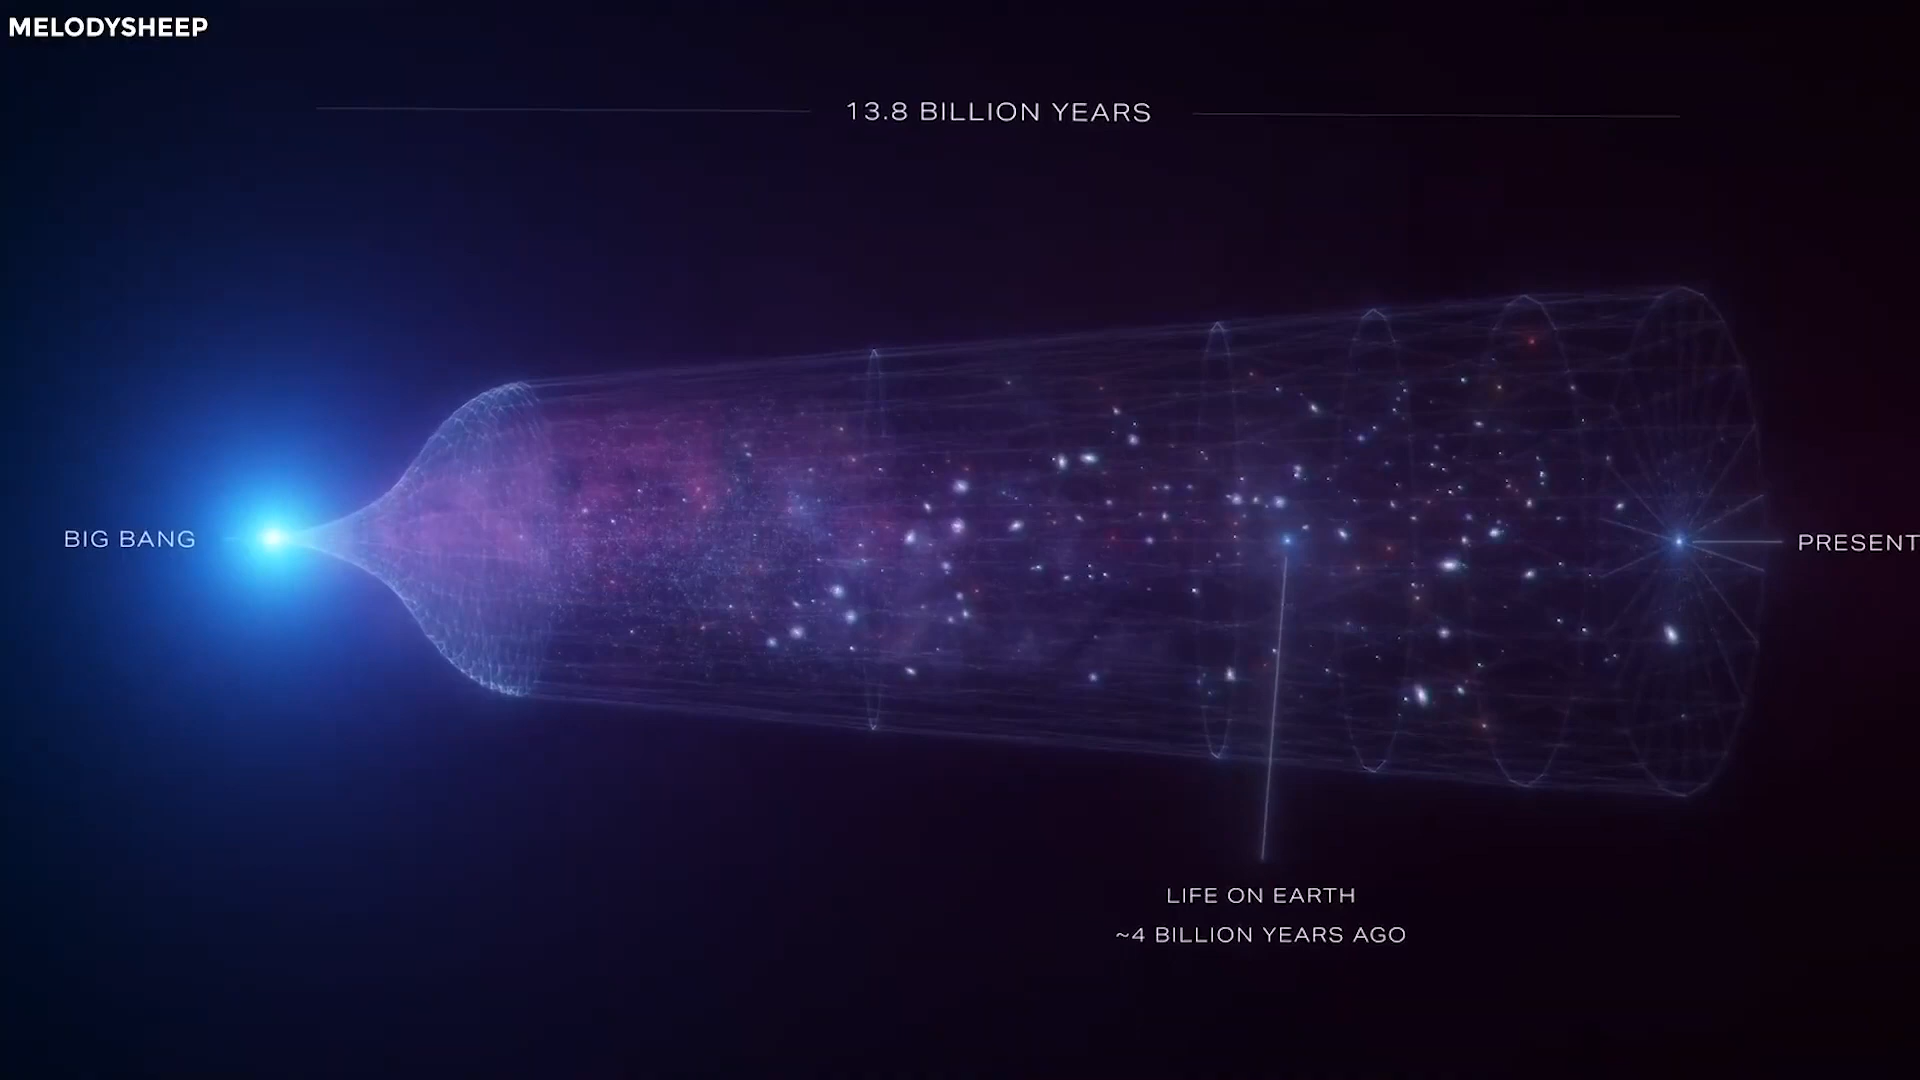 MELODYSHEEP
13.8 BILLION YEARS
BIG BANG
PRESENT
LIFE ON EARTH
~4 BILLION YEARS AGO